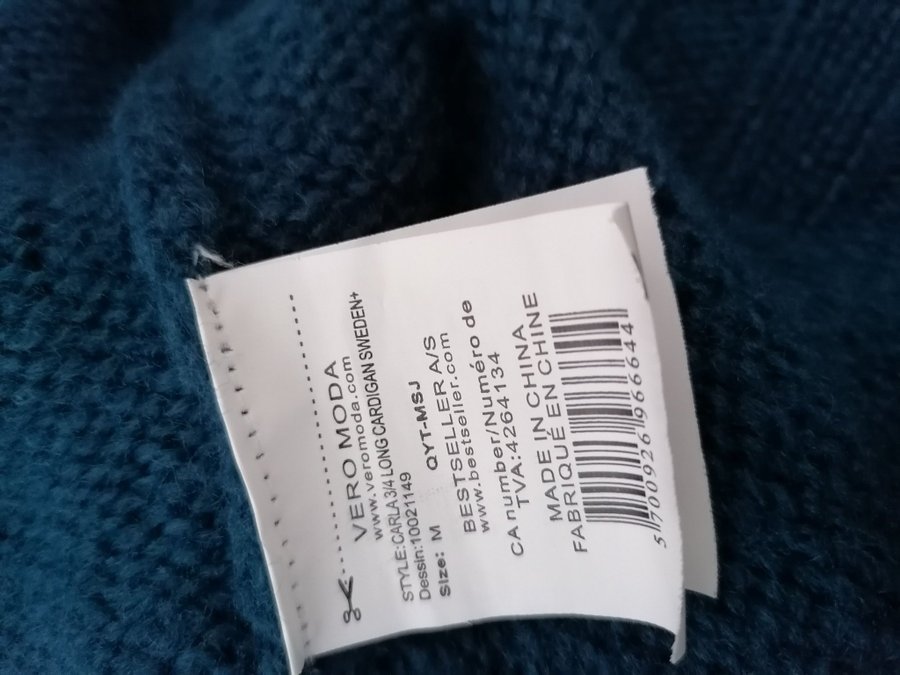 VERO MODA
www.veromoda.com
STYLE:CARLA 3/4 LONG CARDIGAN SWEDEN+
Dessin:10021149
Size: M QYT-MSJ
BESTSELLER A/S
www.bestseller.com
CA number/Numéro de
TVA:4264134
MADE IN CHINA
FABRIQUÉ EN CHINE
5 700926 966644